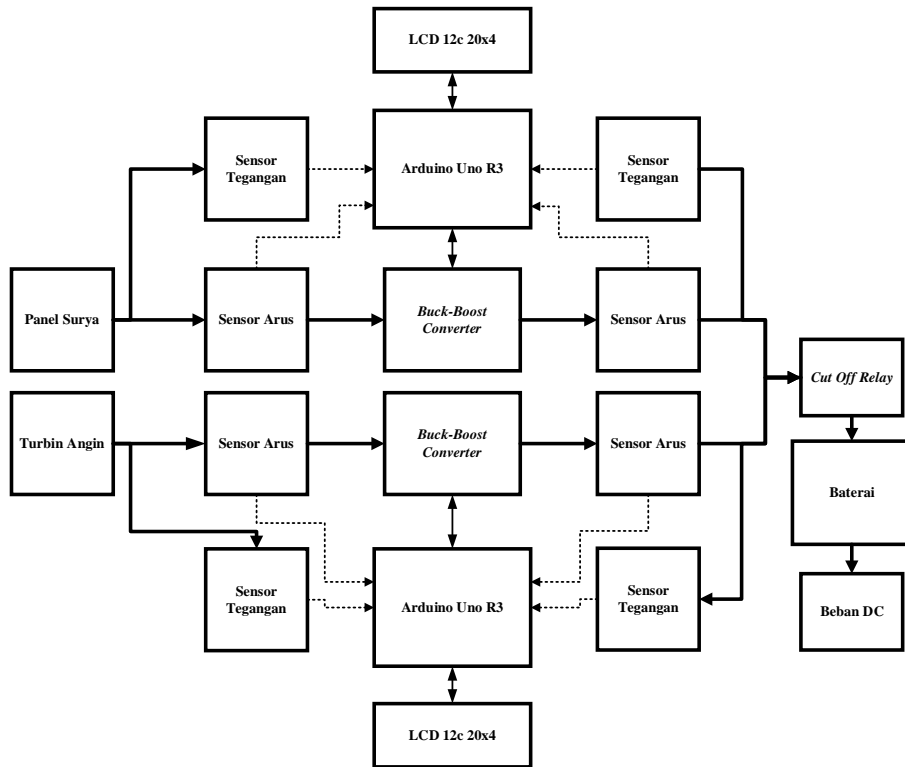 LCD 12c 20x4
Sensor
Tegangan
Arduino Uno R3
Sensor
Tegangan
Panel Surya
Sensor Arus
Buck-Boost
Converter
Sensor Arus
Cut Off Relay
Turbin Angin
Sensor Arus
Buck-Boost
Converter
Sensor Arus
Baterai
Sensor
Tegangan
Arduino Uno R3
Sensor
Tegangan
Beban DC
LCD 12c 20x4